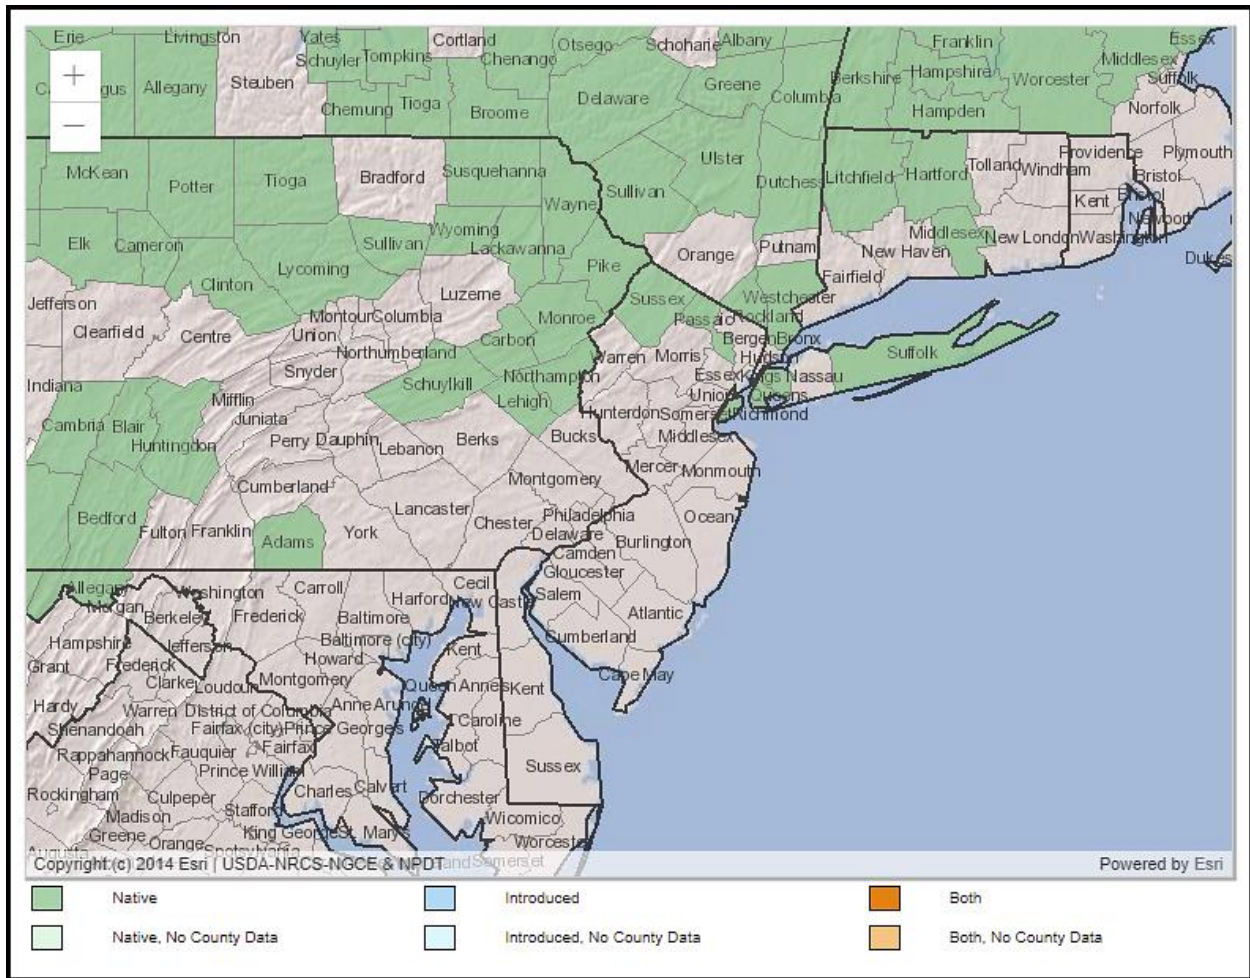 Erie Livingston Yates Cortland Otsego Schoharie Albany Franklin Essex
Schuyler Tompkins Chenango Middlesex
+
Steuben Berkshire Hampshire Worcester Suffolk
Allegany Greene Columbia
Chemung Tioga Broome Delaware Hampden Norfolk
−
McKean Potter Tioga Bradford Susquehanna Ulster Tolland Windham Providence Plymouth
Wayne Sullivan Dutchess Litchfield Hartford Kent Bristol
Bristol
Elk Cameron Sullivan Wyoming Lackawanna Orange Putnam Middlesex New London Washington Newport
New Haven
Lycoming Pike Fairfield Dukes
Clinton Luzerne Sussex Westchester
Jefferson Montour Columbia Monroe Passaic Rockland
Clearfield Centre Union Carbon Bergen Bronx
Northumberland Warren Morris Hudson Suffolk
Snyder Schuylkill Northampton Essex Kings Nassau
Indiana Mifflin Lehigh Union Queens
Juniata Hunterdon Somerset Richmond
Cambria Blair Huntingdon Perry Dauphin Lebanon Berks Bucks Middlesex
Cumberland Montgomery Mercer Monmouth
Lancaster
Bedford Fulton Franklin Adams York Chester Philadelphia Ocean
Delaware Burlington
Camden
Gloucester
Allegany Washington Carroll Cecil
Morgan Berkeley Frederick Harford New Castle Salem Atlantic
Baltimore
Hampshire Jefferson Baltimore (city) Cumberland
Grant Frederick Howard Kent
Clarke Loudoun Montgomery Queen Annes Kent Cape May
Hardy Warren District of Columbia Anne Arundel Caroline
Shenandoah Fairfax (city) Prince Georges
Rappahannock Fauquier Fairfax Talbot
Page Prince William Sussex
Rockingham Culpeper Charles Calvert Dorchester
Madison Stafford Wicomico
Greene Orange King George St. Marys Worcester
Augusta Spotsylvania Somerset
Copyright:(c) 2014 Esri | USDA-NRCS-NGCE & NPDT Powered by Esri
Native Introduced Both
Native, No County Data Introduced, No County Data Both, No County Data